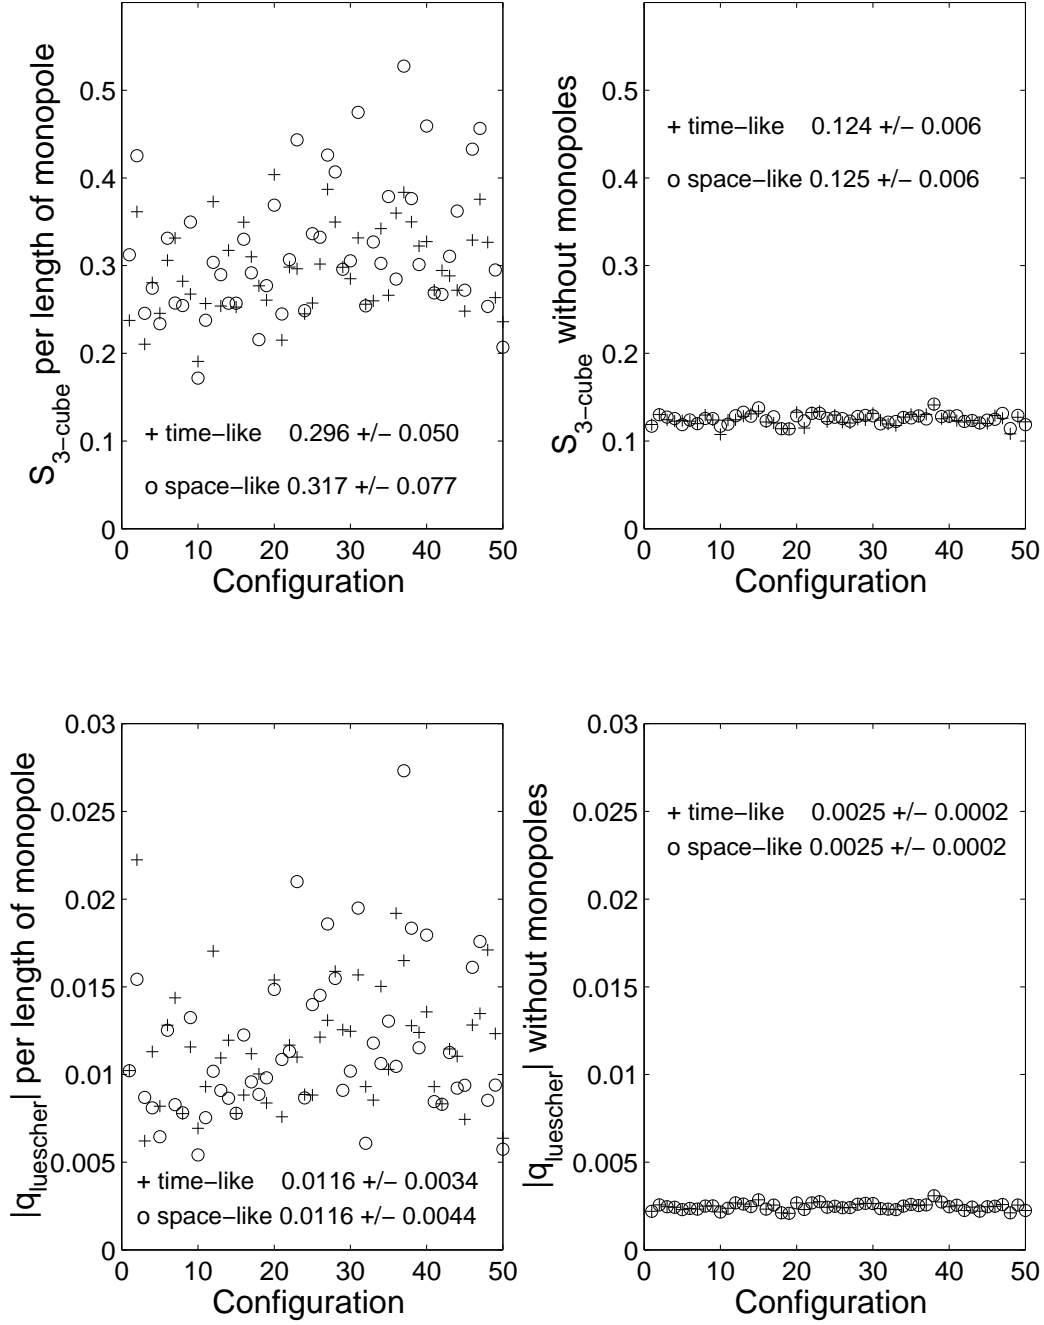 S_3−cube per length of monopole
0.5
0.4
0.3
0.2
0.1
0
+ time−like 0.296 +/− 0.050
o space−like 0.317 +/− 0.077
0 10 20 30 40 50
Configuration
S_3−cube without monopoles
0.5
0.4
0.3
0.2
0.1
0
+ time−like 0.124 +/− 0.006
o space−like 0.125 +/− 0.006
0 10 20 30 40 50
Configuration
|q_luescher| per length of monopole
0.03
0.025
0.02
0.015
0.01
0.005
0
+ time−like 0.0116 +/− 0.0034
o space−like 0.0116 +/− 0.0044
0 10 20 30 40 50
Configuration
|q_luescher| without monopoles
0.03
0.025
0.02
0.015
0.01
0.005
0
+ time−like 0.0025 +/− 0.0002
o space−like 0.0025 +/− 0.0002
0 10 20 30 40 50
Configuration